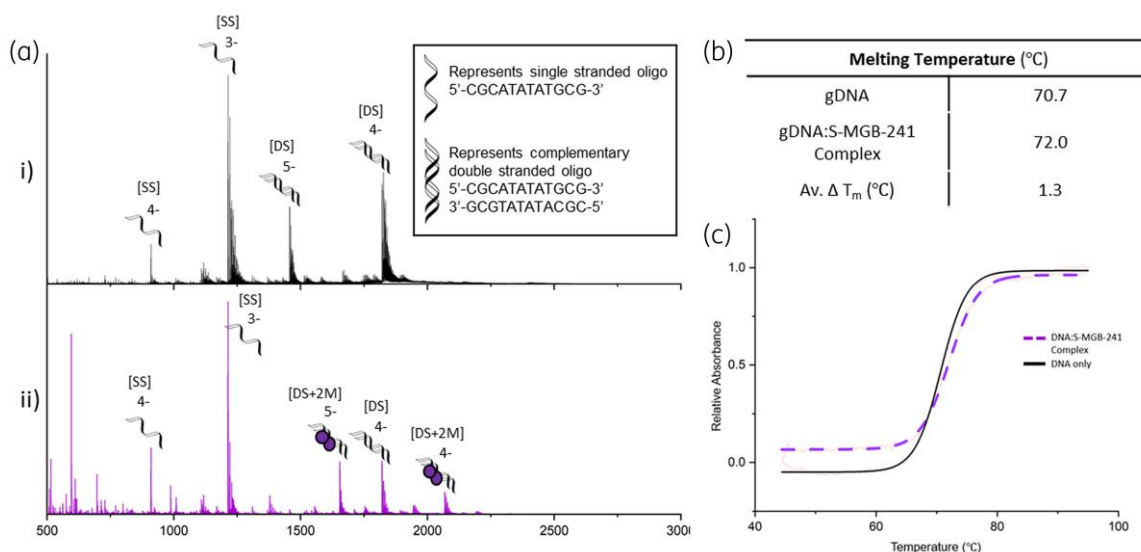 (a)
[SS]
3-
[DS]
4-
[DS]
5-
[SS]
4-
i)
Represents single stranded oligo
5'-CGCATATATGCG-3'
Represents complementary
double stranded oligo
5'-CGCATATATGCG-3'
3'-GCGTATATACGC-5'
[SS]
3-
[SS]
4-
[DS+2M]
5-
[DS]
4-
[DS+2M]
4-
ii)
500 1000 1500 2000 2500 3000
(b)
Melting Temperature (°C)
gDNA 70.7
gDNA:S-MGB-241
Complex 72.0
Av. Δ Tm (°C) 1.3
(c)
1.0
0.5
0.0
Relative Absorbance
DNA:S-MGB-241
Complex
DNA only
40 60 80 100
Temperature (°C)